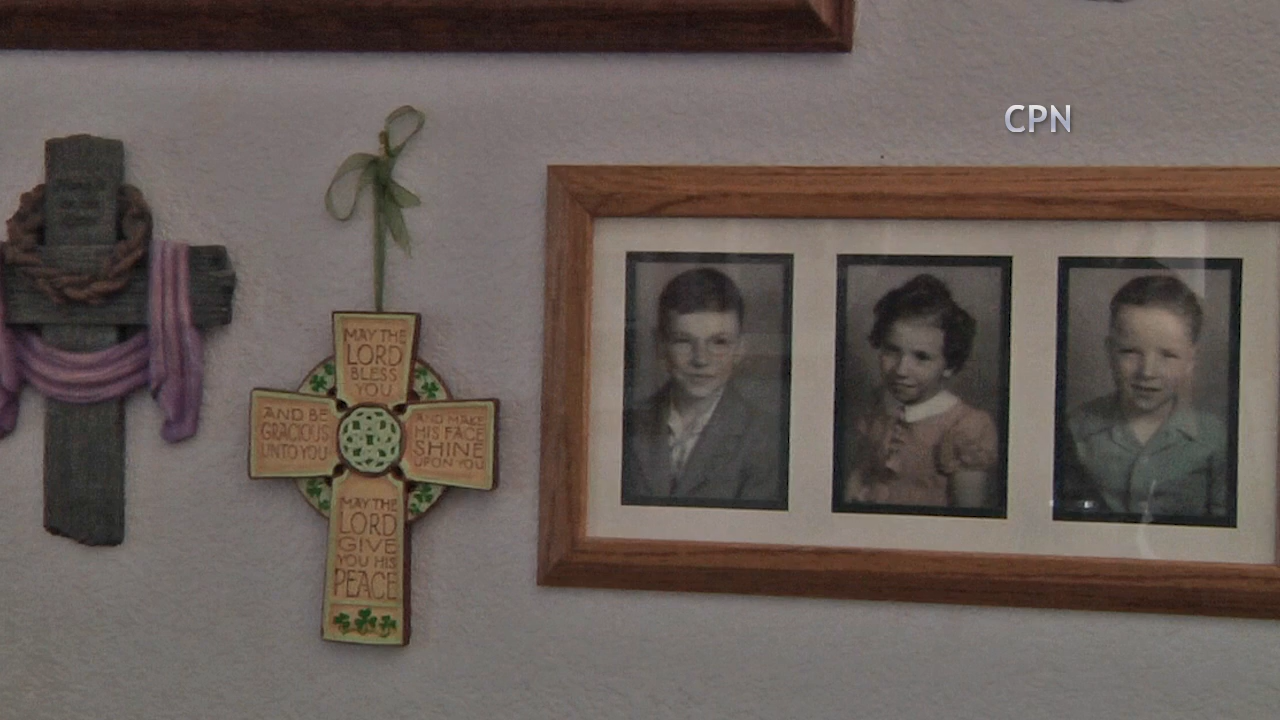 CPN
MAY THE
LORD
BLESS
YOU
AND BE
GRACIOUS
UNTO YOU
AND MAKE
HIS FACE
SHINE
UPON YOU
MAY THE
LORD
GIVE
YOU HIS
PEACE